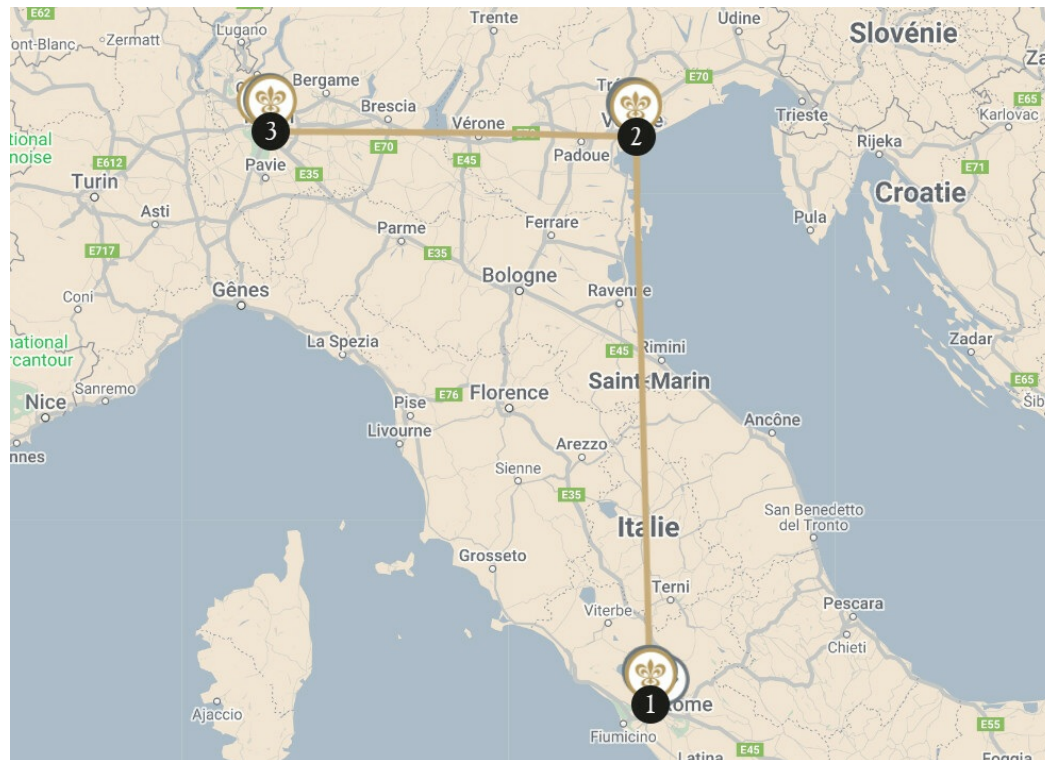 E62
Trente
Udine
Slovénie
Lugano
ont-Blanc
Zermatt
Za
Bergame
E70
Brescia
E65
Vérone
Trieste
Karlovac
3
2
tional
noise
E70
Padoue
Rijeka
E612
Pavie
E45
E71
Turin
E35
Croatie
Asti
Pula
Ferrare
Parme
E717
E35
Bologne
Coni
Gênes
Ravenne
national
rcantour
La Spezia
E45
Rimini
Zadar
Sanremo
E76
Florence
Saint-Marin
E65
Nice
Pise
Šib
Livourne
Ancône
nnes
Arezzo
Sienne
E35
San Benedetto
del Tronto
Italie
Grosseto
Terni
Viterbe
Pescara
Chieti
1
ome
Ajaccio
Fiumicino
E55
E45
Latina
Foggia